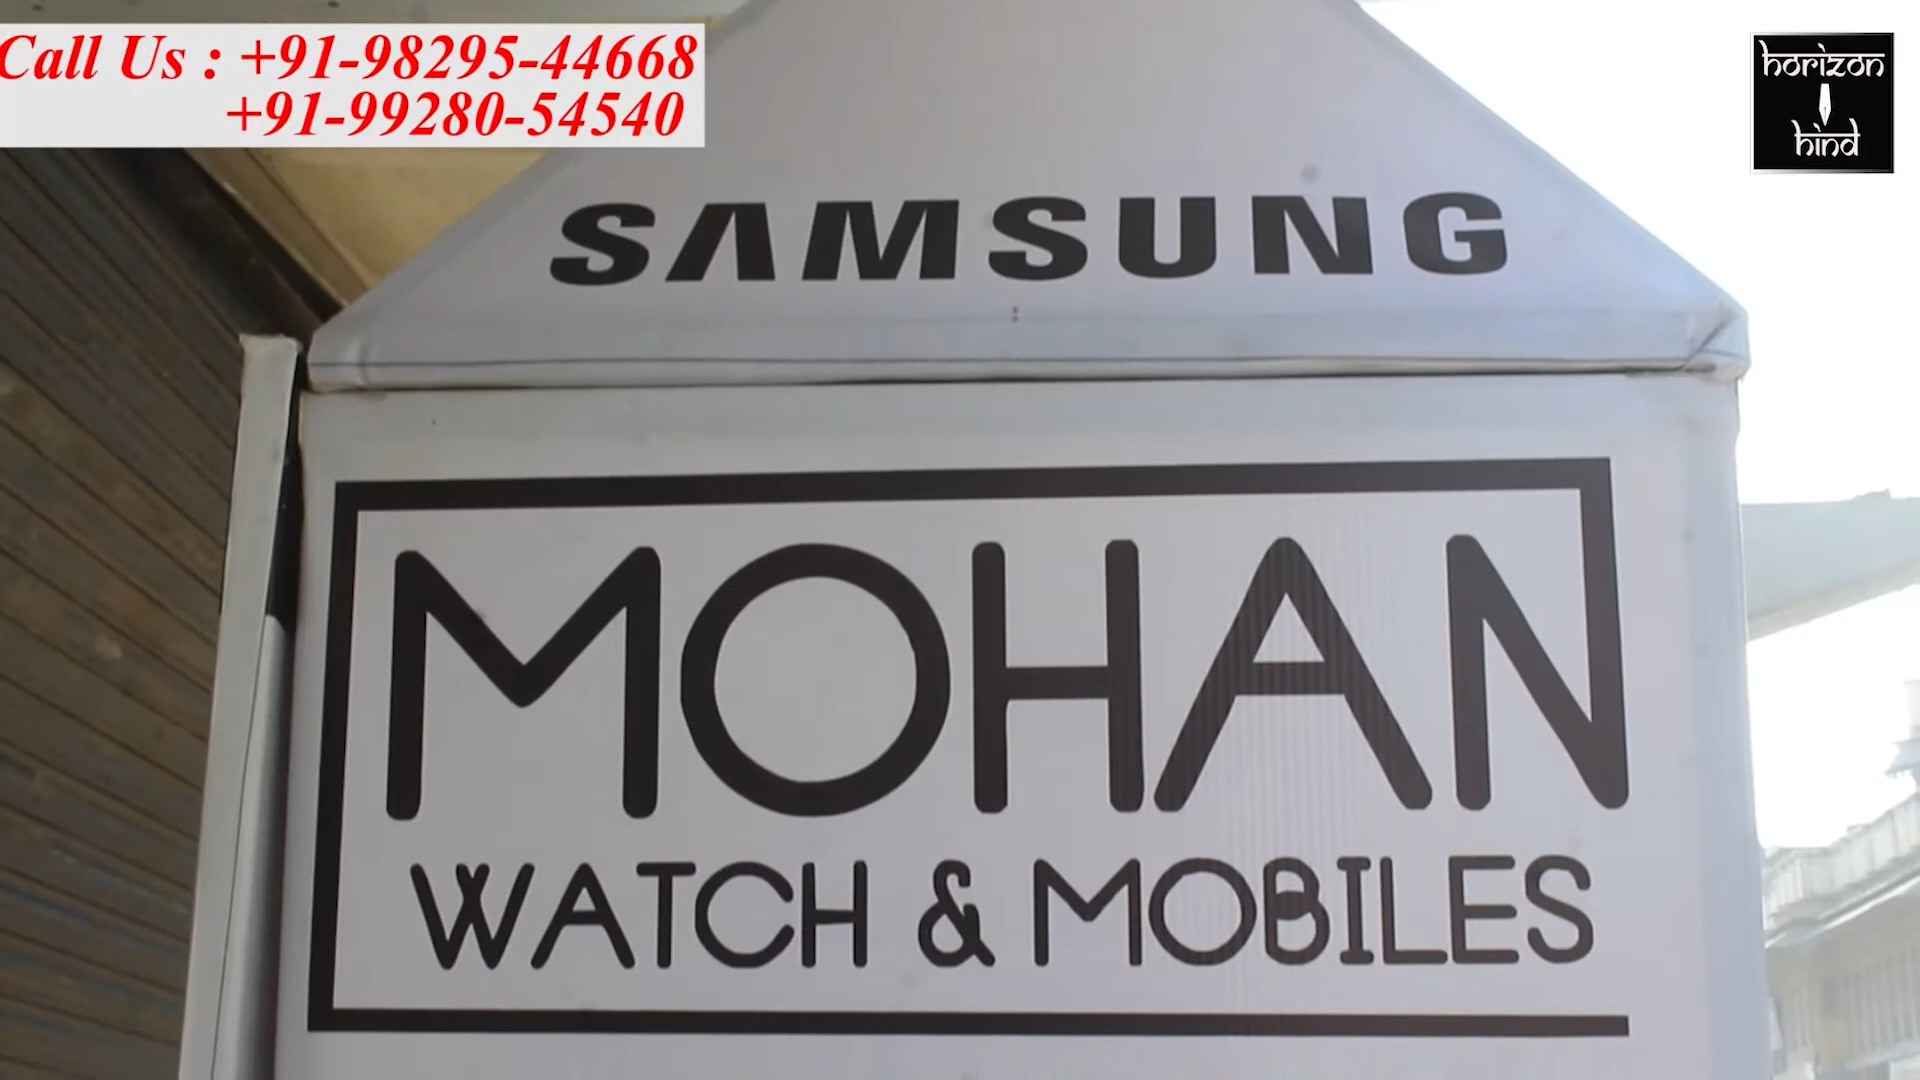 Call Us : +91-98295-44668
+91-99280-54540
horizon
hind
SAMSUNG
MOHAN
WATCH & MOBILES